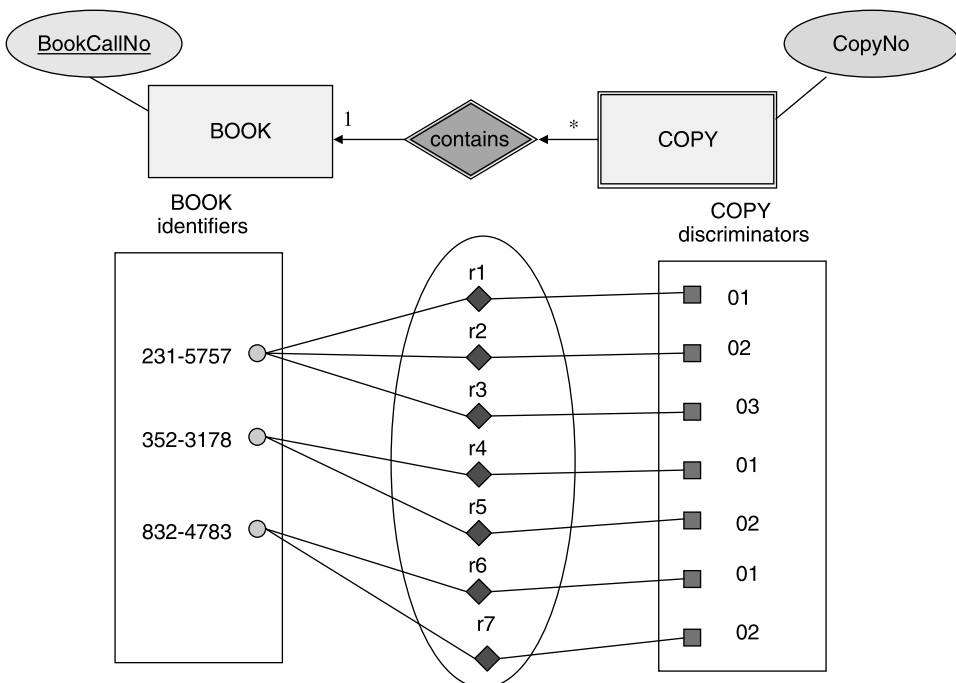 BookCallNo
CopyNo
BOOK
1
contains
*
COPY
BOOK
identifiers
COPY
discriminators
r1
01
r2
02
231-5757
r3
03
352-3178
r4
01
r5
02
832-4783
r6
01
r7
02